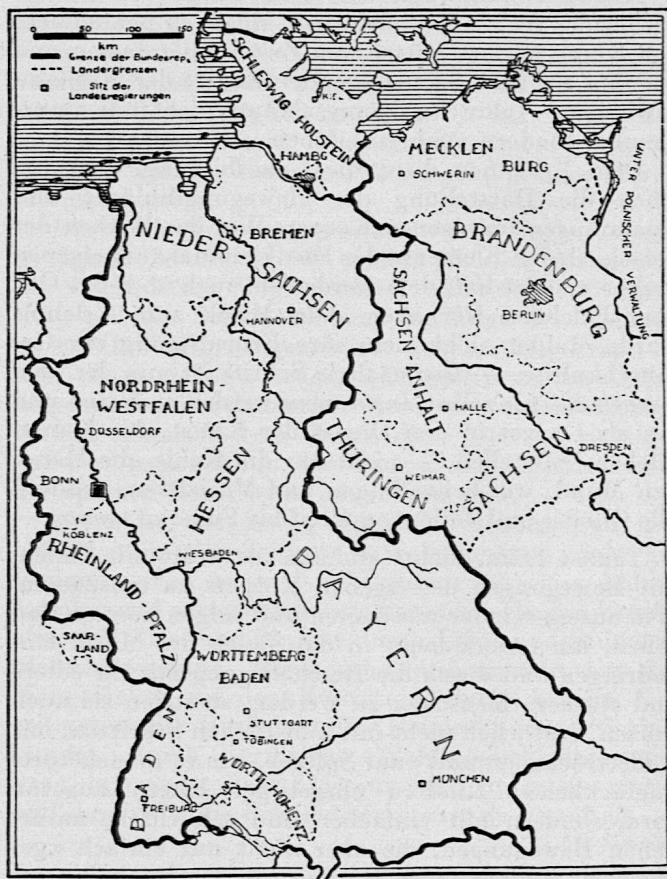 0 50 100 150
km
Grenze der Bundesrep.
Ländergrenzen
Sitz der
Landesregierungen
SCHLESWIG-HOLSTEIN
KIEL
HAMBG
MECKLEN
BURG
SCHWERIN
UNTER POLNISCHER VERWALTUNG
BREMEN
NIEDER
SACHSEN
BRANDENBURG
BERLIN
HANNOVER
SACHSEN
ANHALT
NORDRHEIN-
WESTFALEN
DÜSSELDORF
HALLE
DRESDEN
SACHSEN
THÜRINGEN
WEIMAR
HESSEN
BONN
KOBLENZ
RHEINLAND PFALZ
WIESBADEN
BAYERN
SAAR-
LAND
WÜRTTEMBERG
BADEN
STUTTGART
TÜBINGEN
WÜRTT-HOHENZ.
BADEN
FREIBURG
MÜNCHEN